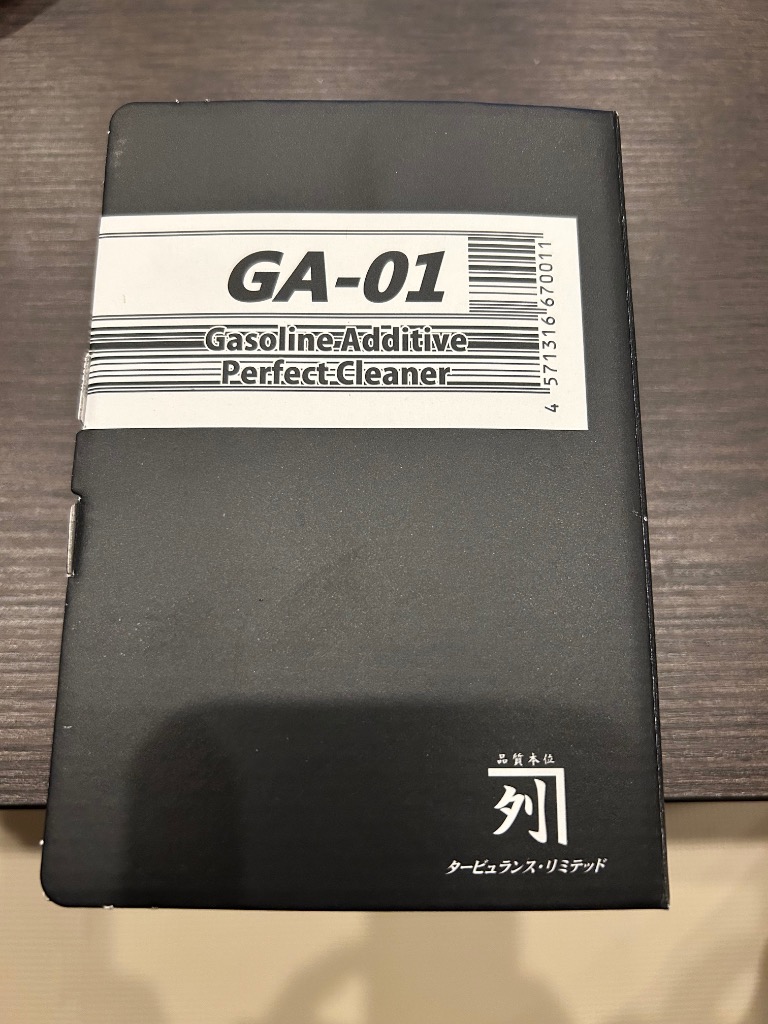 GA-01
Gasoline Additive
Perfect Cleaner
4 571316 670011
品質本位
列
タービュランス・リミテッド